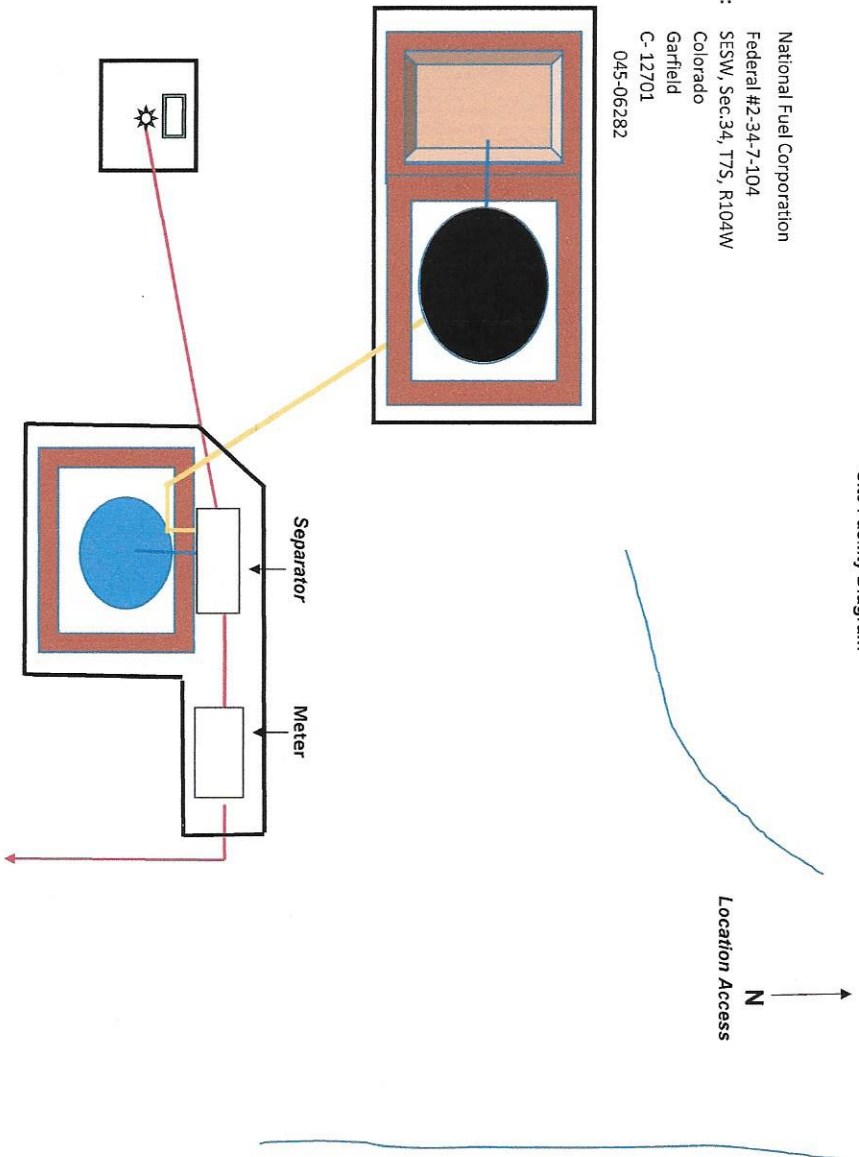 :
National Fuel Corporation
Federal #2-34-7-104
SESW, Sec.34, T7S, R104W
Colorado
Garfield
C- 12701
045-06282
Separator
Meter
N
Location Access